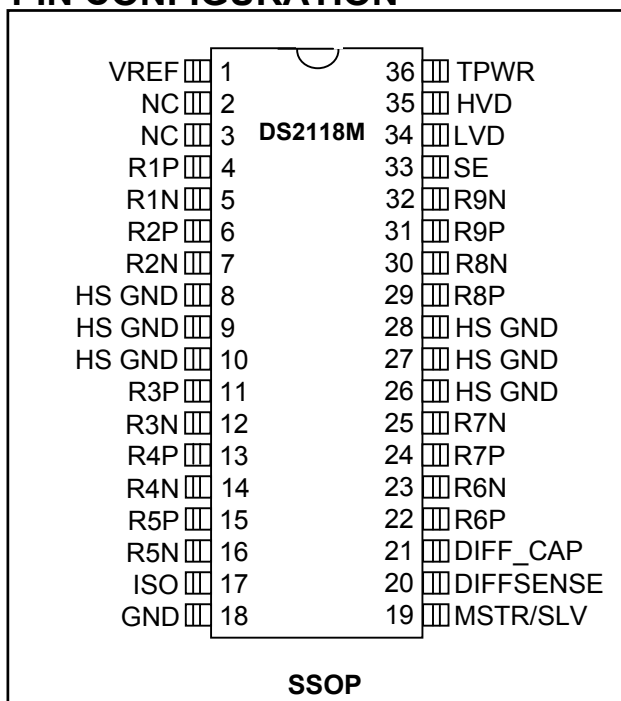 VREF 1 36 TPWR
NC 2 35 HVD
NC 3 DS2118M 34 LVD
R1P 4 33 SE
R1N 5 32 R9N
R2P 6 31 R9P
R2N 7 30 R8N
HS GND 8 29 R8P
HS GND 9 28 HS GND
HS GND 10 27 HS GND
R3P 11 26 HS GND
R3N 12 25 R7N
R4P 13 24 R7P
R4N 14 23 R6N
R5P 15 22 R6P
R5N 16 21 DIFF_CAP
ISO 17 20 DIFFSENSE
GND 18 19 MSTR/SLV
SSOP